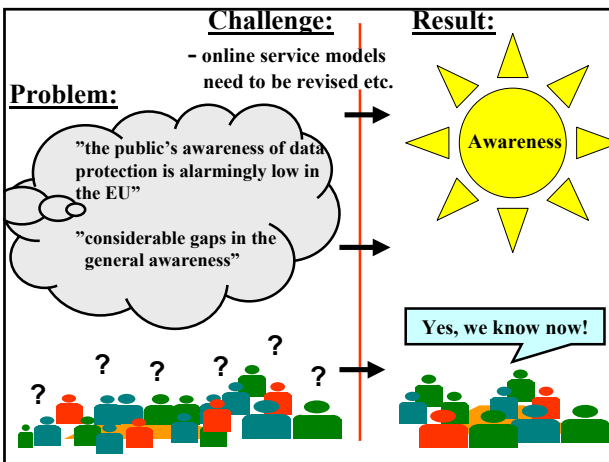 Challenge:
- online service models
need to be revised etc.
Result:
Problem:
”the public’s awareness of data
protection is alarmingly low in
the EU”
”considerable gaps in the
general awareness”
Awareness
Yes, we know now!
? ? ? ? ? ?